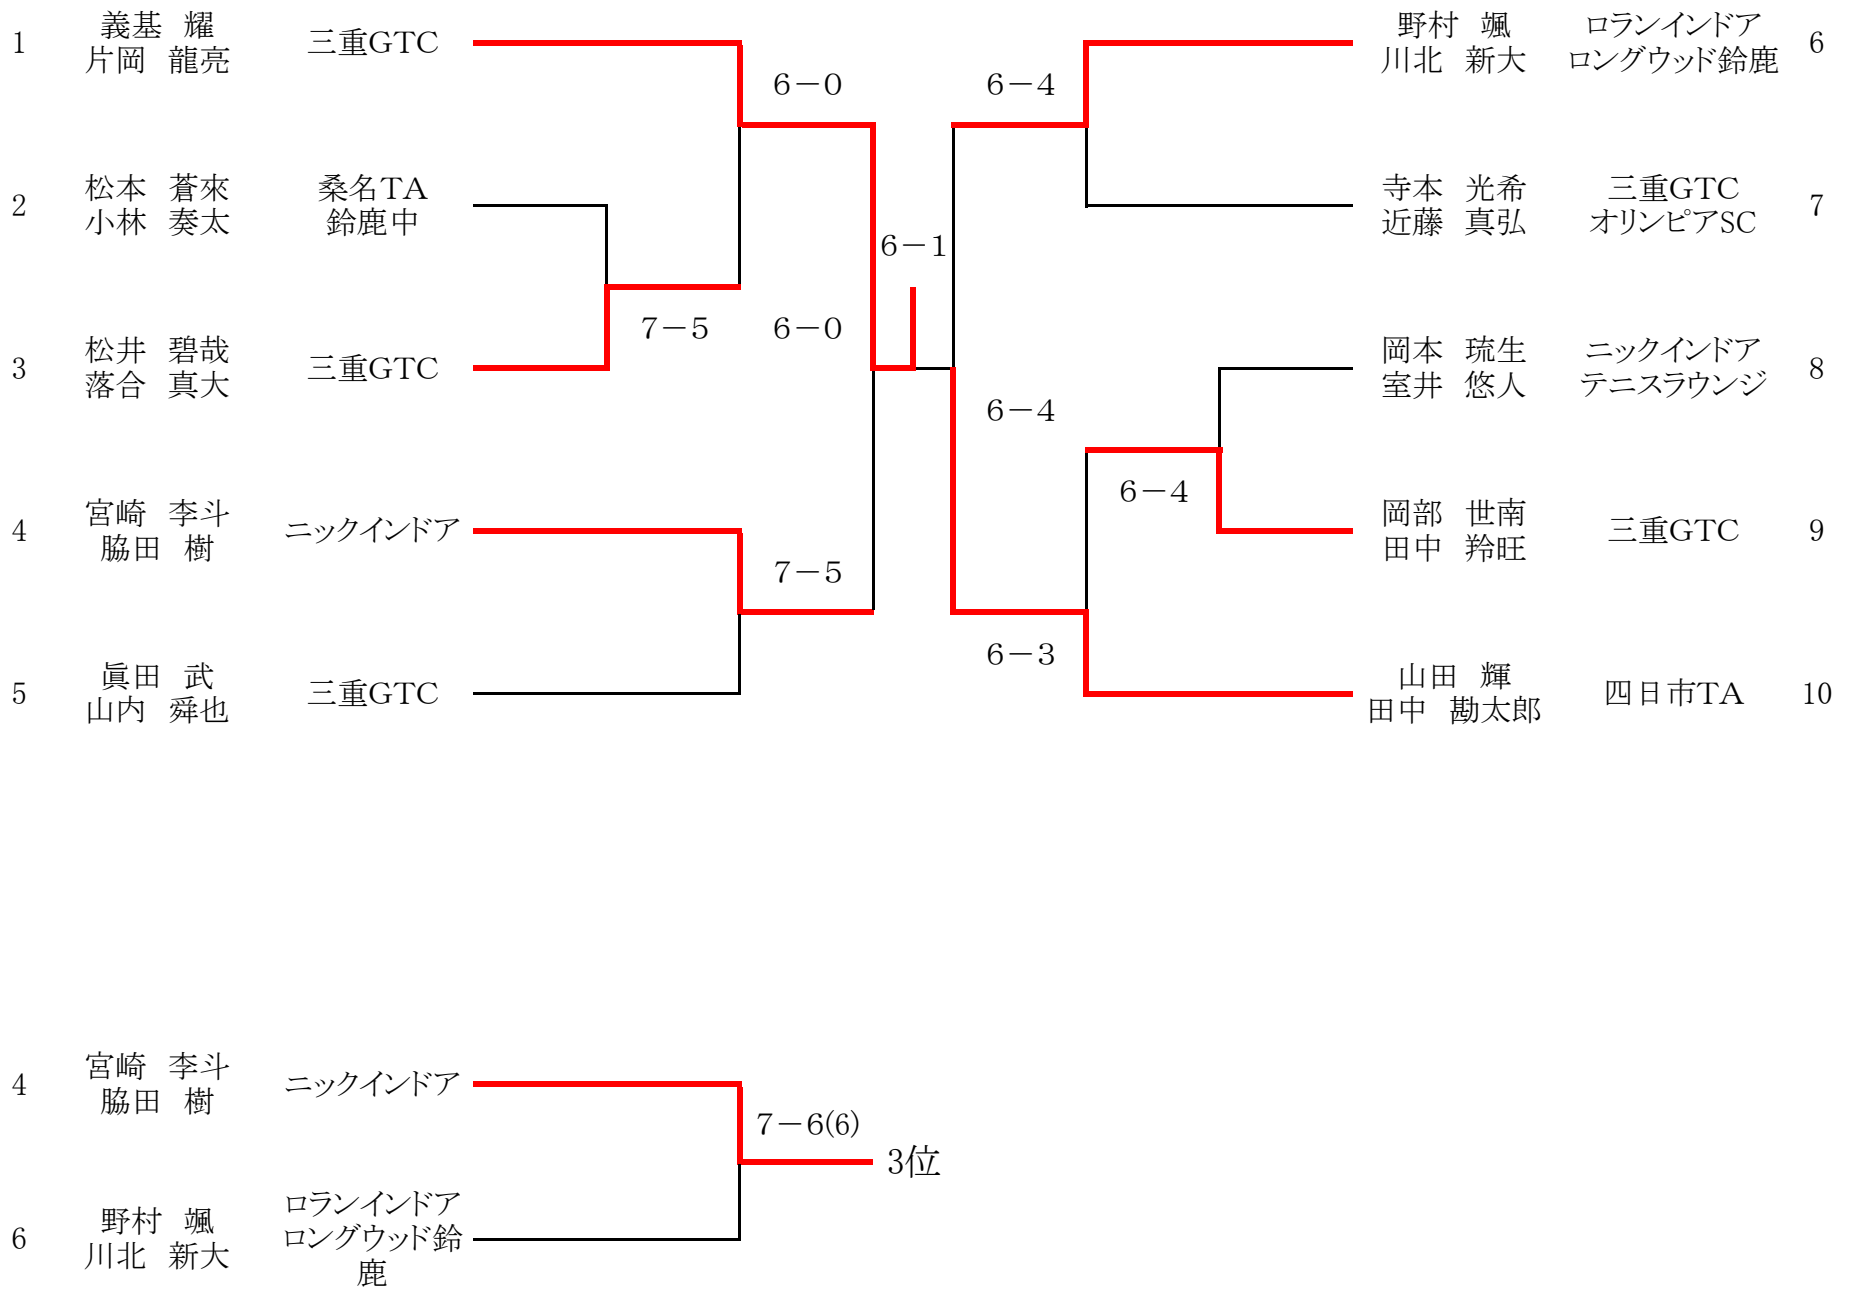 1
義基　耀
片岡　龍亮
三重GTC
6－0
6－4
野村　颯
川北　新大
ロランインドア
ロングウッド鈴鹿
6
2
松本　蒼來
小林　奏太
桑名TA
鈴鹿中
6－1
寺本　光希
近藤　真弘
三重GTC
オリンピアSC
7
3
松井　碧哉
落合　真大
三重GTC
7－5
6－0
6－4
岡本　琉生
室井　悠人
ニックインドア
テニスラウンジ
8
4
宮崎　李斗
脇田　樹
ニックインドア
7－5
6－4
岡部　世南
田中　羚旺
三重GTC
9
5
眞田　武
山内　舜也
三重GTC
6－3
山田　輝
田中　勘太郎
四日市TA
10
4
宮崎　李斗
脇田　樹
ニックインドア
7－6(6)
3位
6
野村　颯
川北　新大
ロランインドア
ロングウッド鈴
鹿